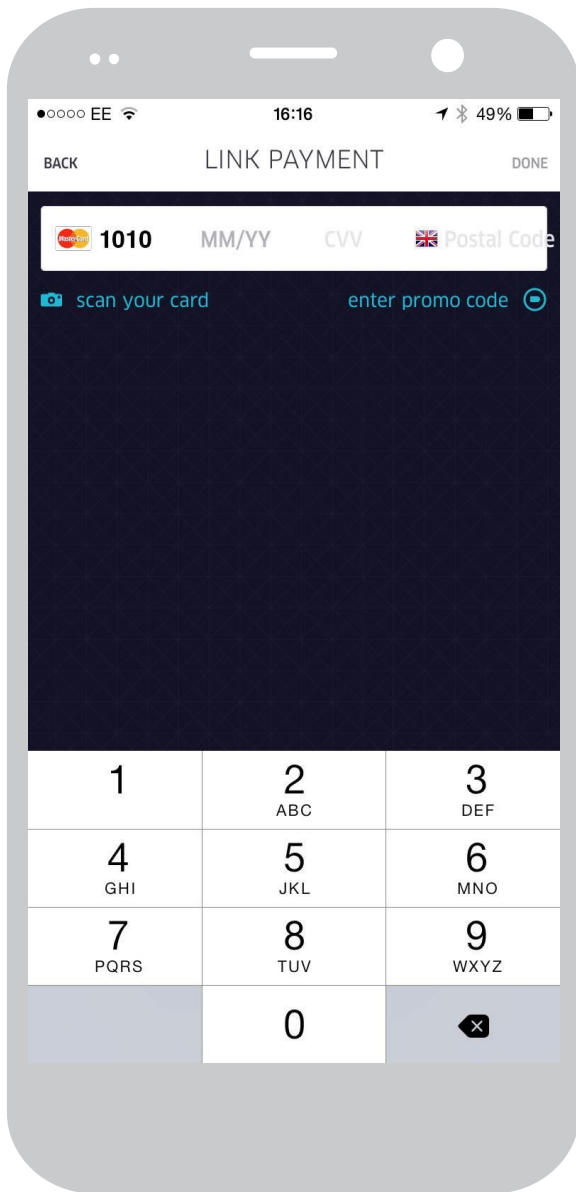 EE 16:16 49%
BACK LINK PAYMENT DONE
MasterCard 1010 MM/YY CVV Postal Code
scan your card enter promo code
1 2 3
ABC DEF
4 5 6
GHI JKL MNO
7 8 9
PQRS TUV WXYZ
0